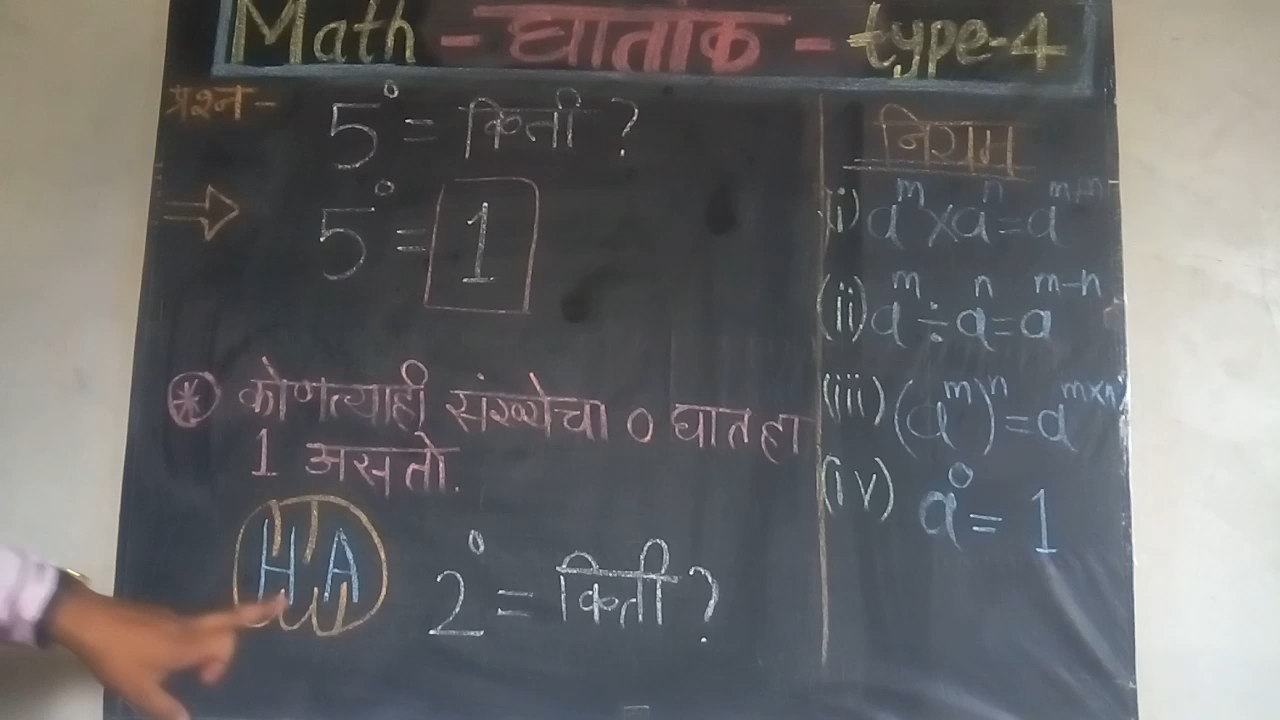 Math - घातांक - type-4
प्रश्न -
5⁰ = किती ?
5⁰ = 1
* कोणत्याही संख्येचा 0 घात हा
1 असतो.
HA
2⁰ = किती ?
नियम
(i) aᵐ × aⁿ = aᵐ⁺ⁿ
(ii) aᵐ ÷ aⁿ = aᵐ⁻ⁿ
(iii) (aᵐ)ⁿ = aᵐˣⁿ
(iv) a⁰ = 1